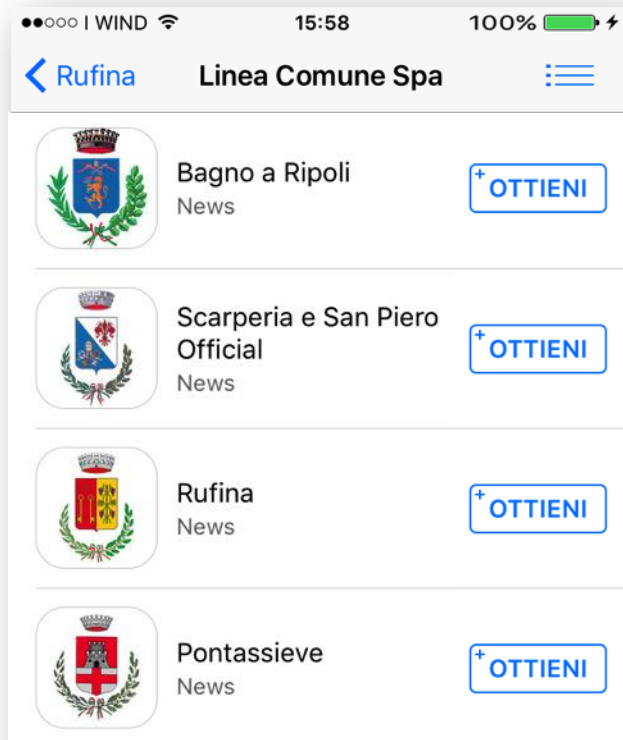 I WIND 15:58 100%
Rufina Linea Comune Spa
Bagno a Ripoli
News
+ OTTIENI
Scarperia e San Piero
Official
News
+ OTTIENI
Rufina
News
+ OTTIENI
Pontassieve
News
+ OTTIENI